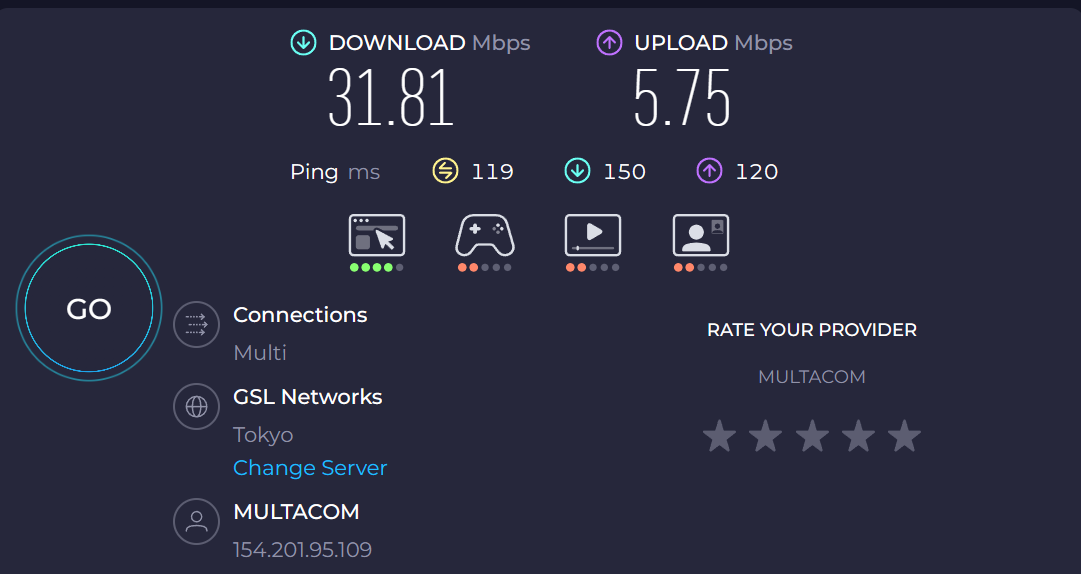 DOWNLOAD Mbps
UPLOAD Mbps
31.81
5.75
Ping ms
119
150
120
GO
Connections
Multi
GSL Networks
Tokyo
Change Server
MULTACOM
154.201.95.109
RATE YOUR PROVIDER
MULTACOM